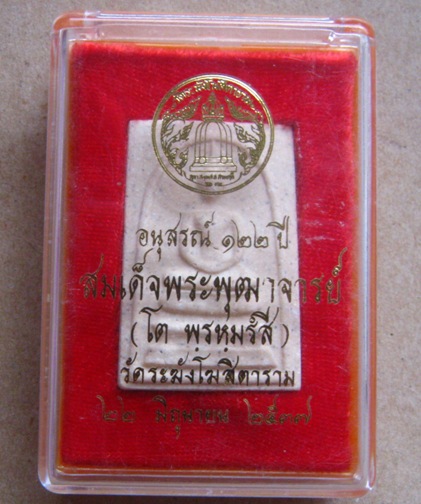 อนุสรณ์ ๑๒๒ ปี
สมเด็จพระพุฒาจารย์
(โต พรหมรังสี)
วัดระฆังโฆสิตาราม
๒๒ มิถุนายน ๒๕๓๗